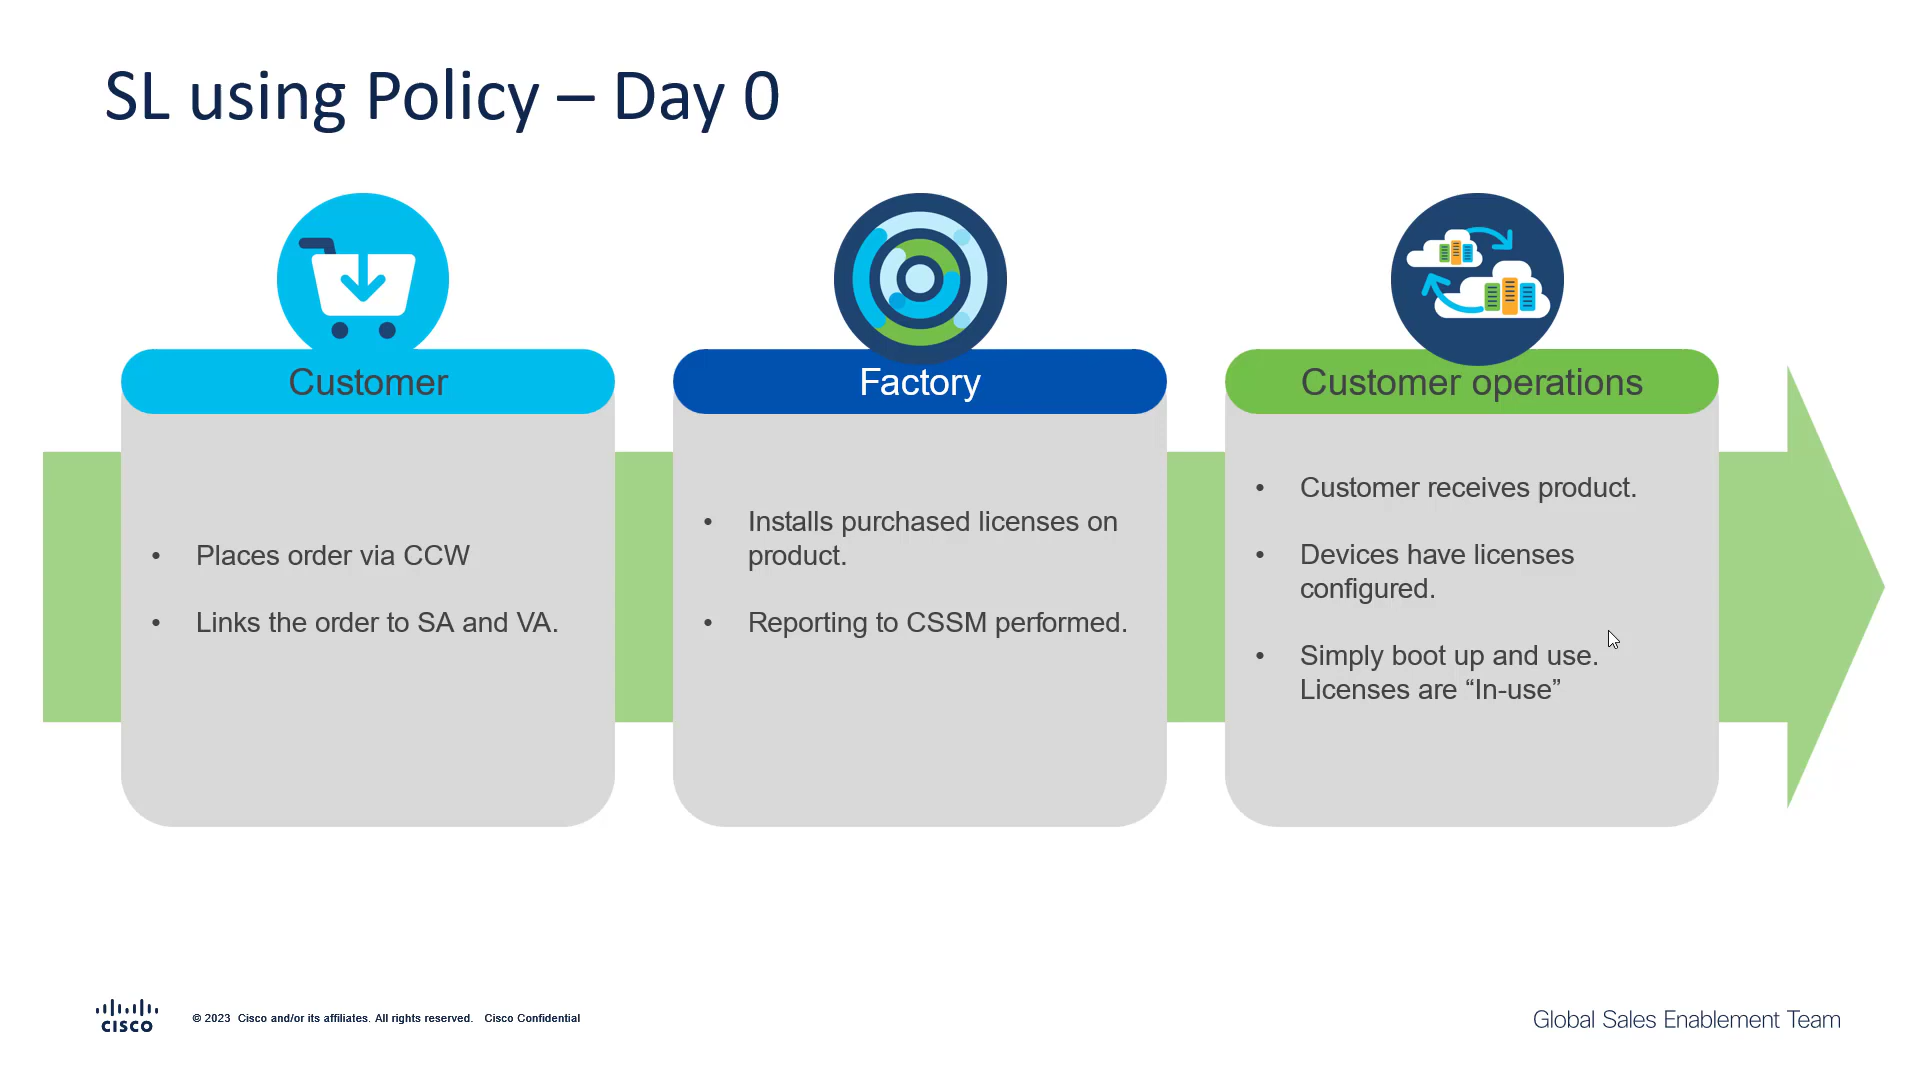 SL using Policy – Day 0
Customer
• Places order via CCW
• Links the order to SA and VA.
Factory
• Installs purchased licenses on
product.
• Reporting to CSSM performed.
Customer operations
• Customer receives product.
• Devices have licenses
configured.
• Simply boot up and use.
Licenses are “In-use”
CISCO
© 2023 Cisco and/or its affiliates. All rights reserved. Cisco Confidential
Global Sales Enablement Team